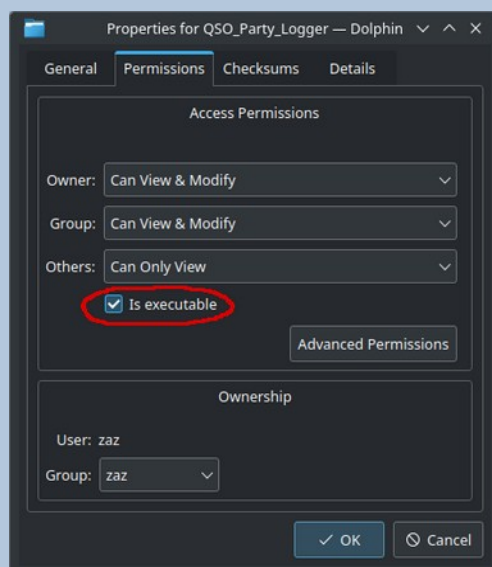 Properties for QSO_Party_Logger — Dolphin
General Permissions Checksums Details
Access Permissions
Owner: Can View & Modify
Group: Can View & Modify
Others: Can Only View
Is executable
Advanced Permissions
Ownership
User: zaz
Group: zaz
OK Cancel